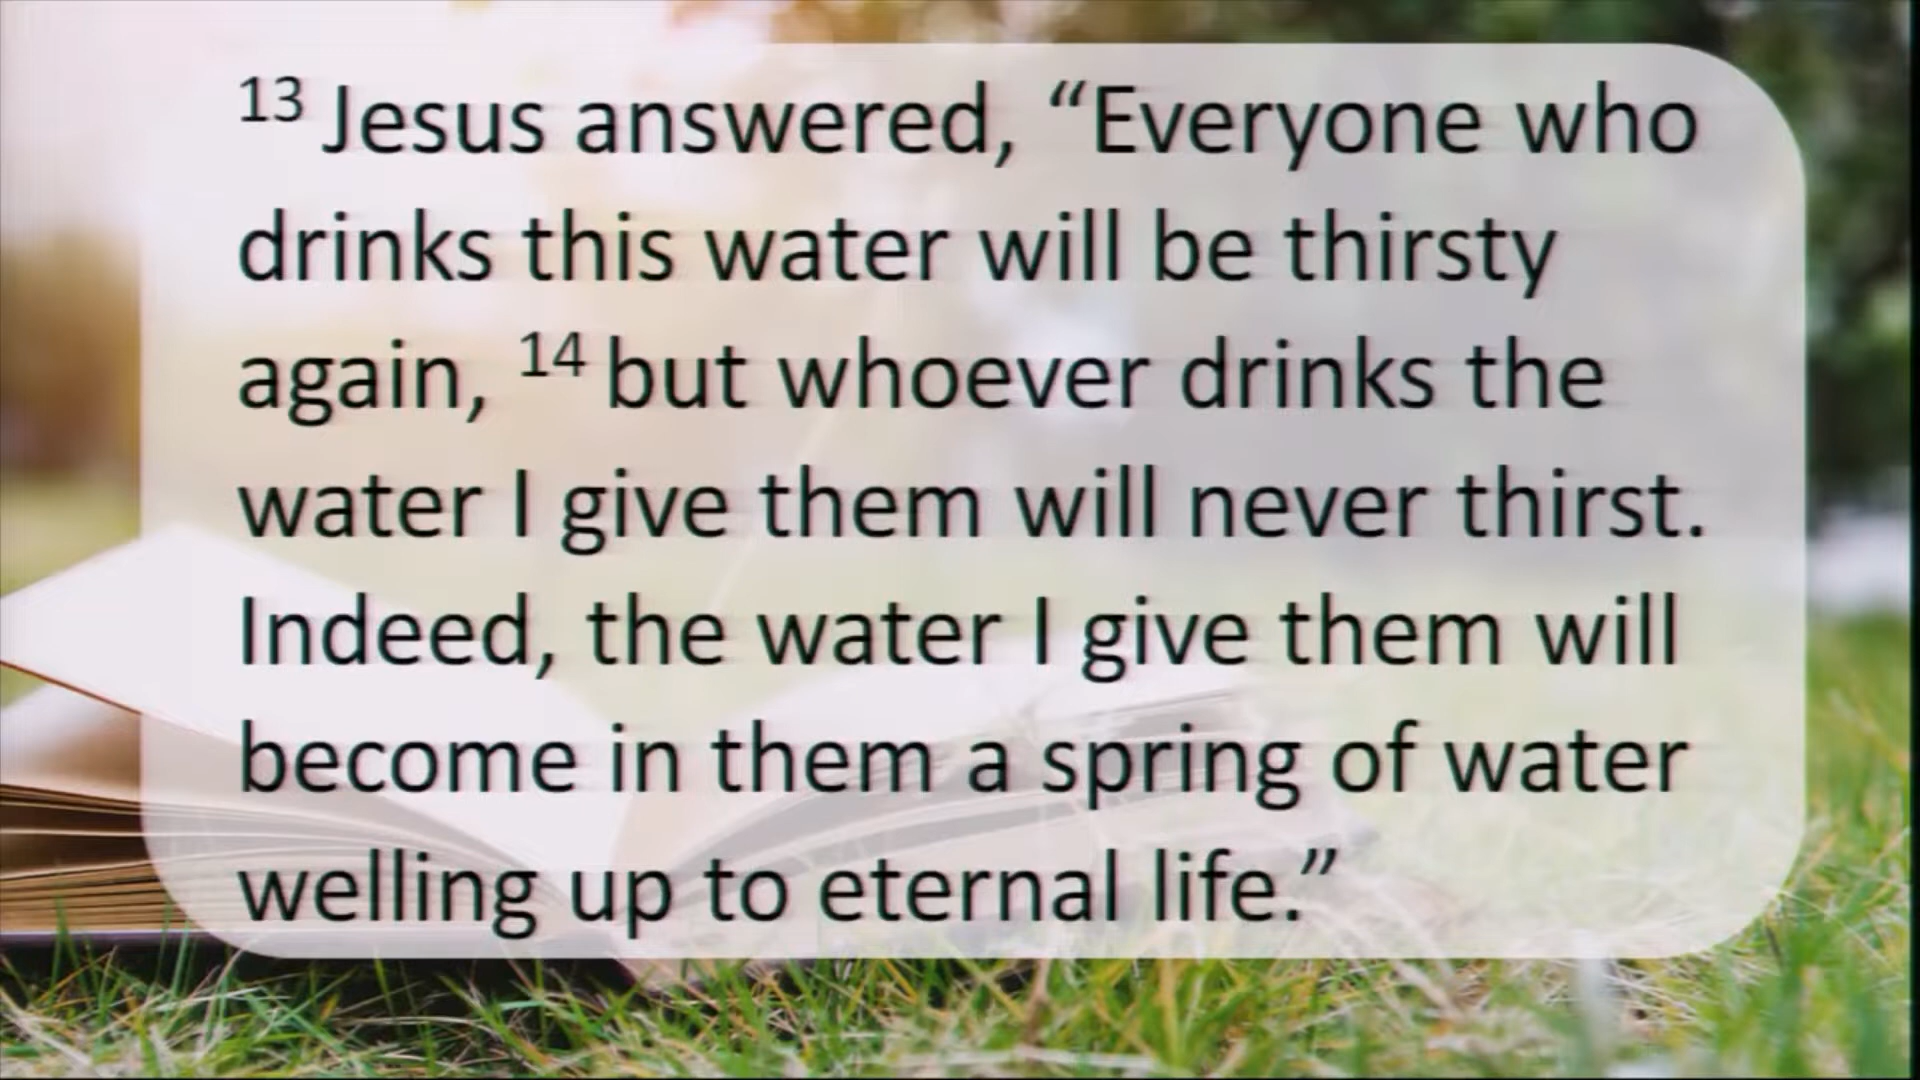 13 Jesus answered, “Everyone who
drinks this water will be thirsty
again, 14 but whoever drinks the
water I give them will never thirst.
Indeed, the water I give them will
become in them a spring of water
welling up to eternal life.”